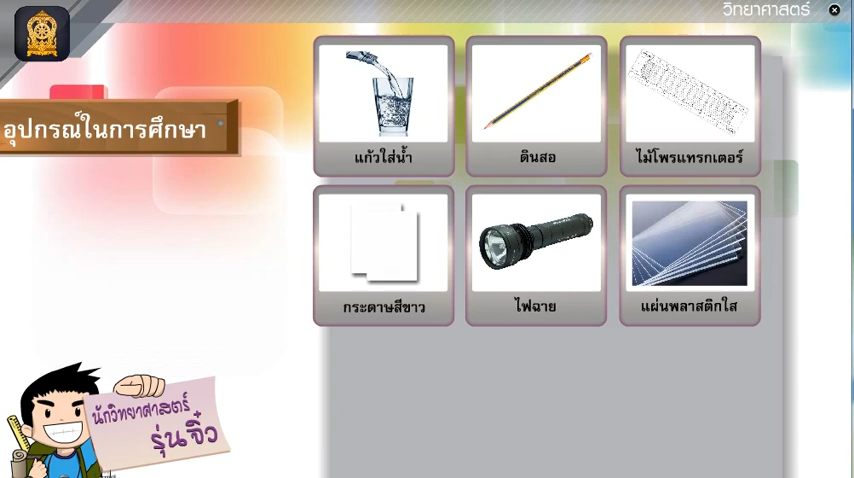 วิทยาศาสตร์
อุปกรณ์ในการศึกษา
แก้วใส่น้ำ
ดินสอ
ไม้โพรแทรกเตอร์
กระดาษสีขาว
ไฟฉาย
แผ่นพลาสติกใส
นักวิทยาศาสตร์
รุ่นจิ๋ว